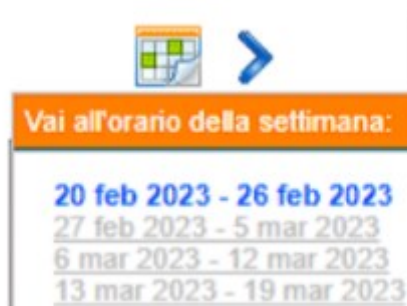 Vai all'orario della settimana:
20 feb 2023 - 26 feb 2023
27 feb 2023 - 5 mar 2023
6 mar 2023 - 12 mar 2023
13 mar 2023 - 19 mar 2023